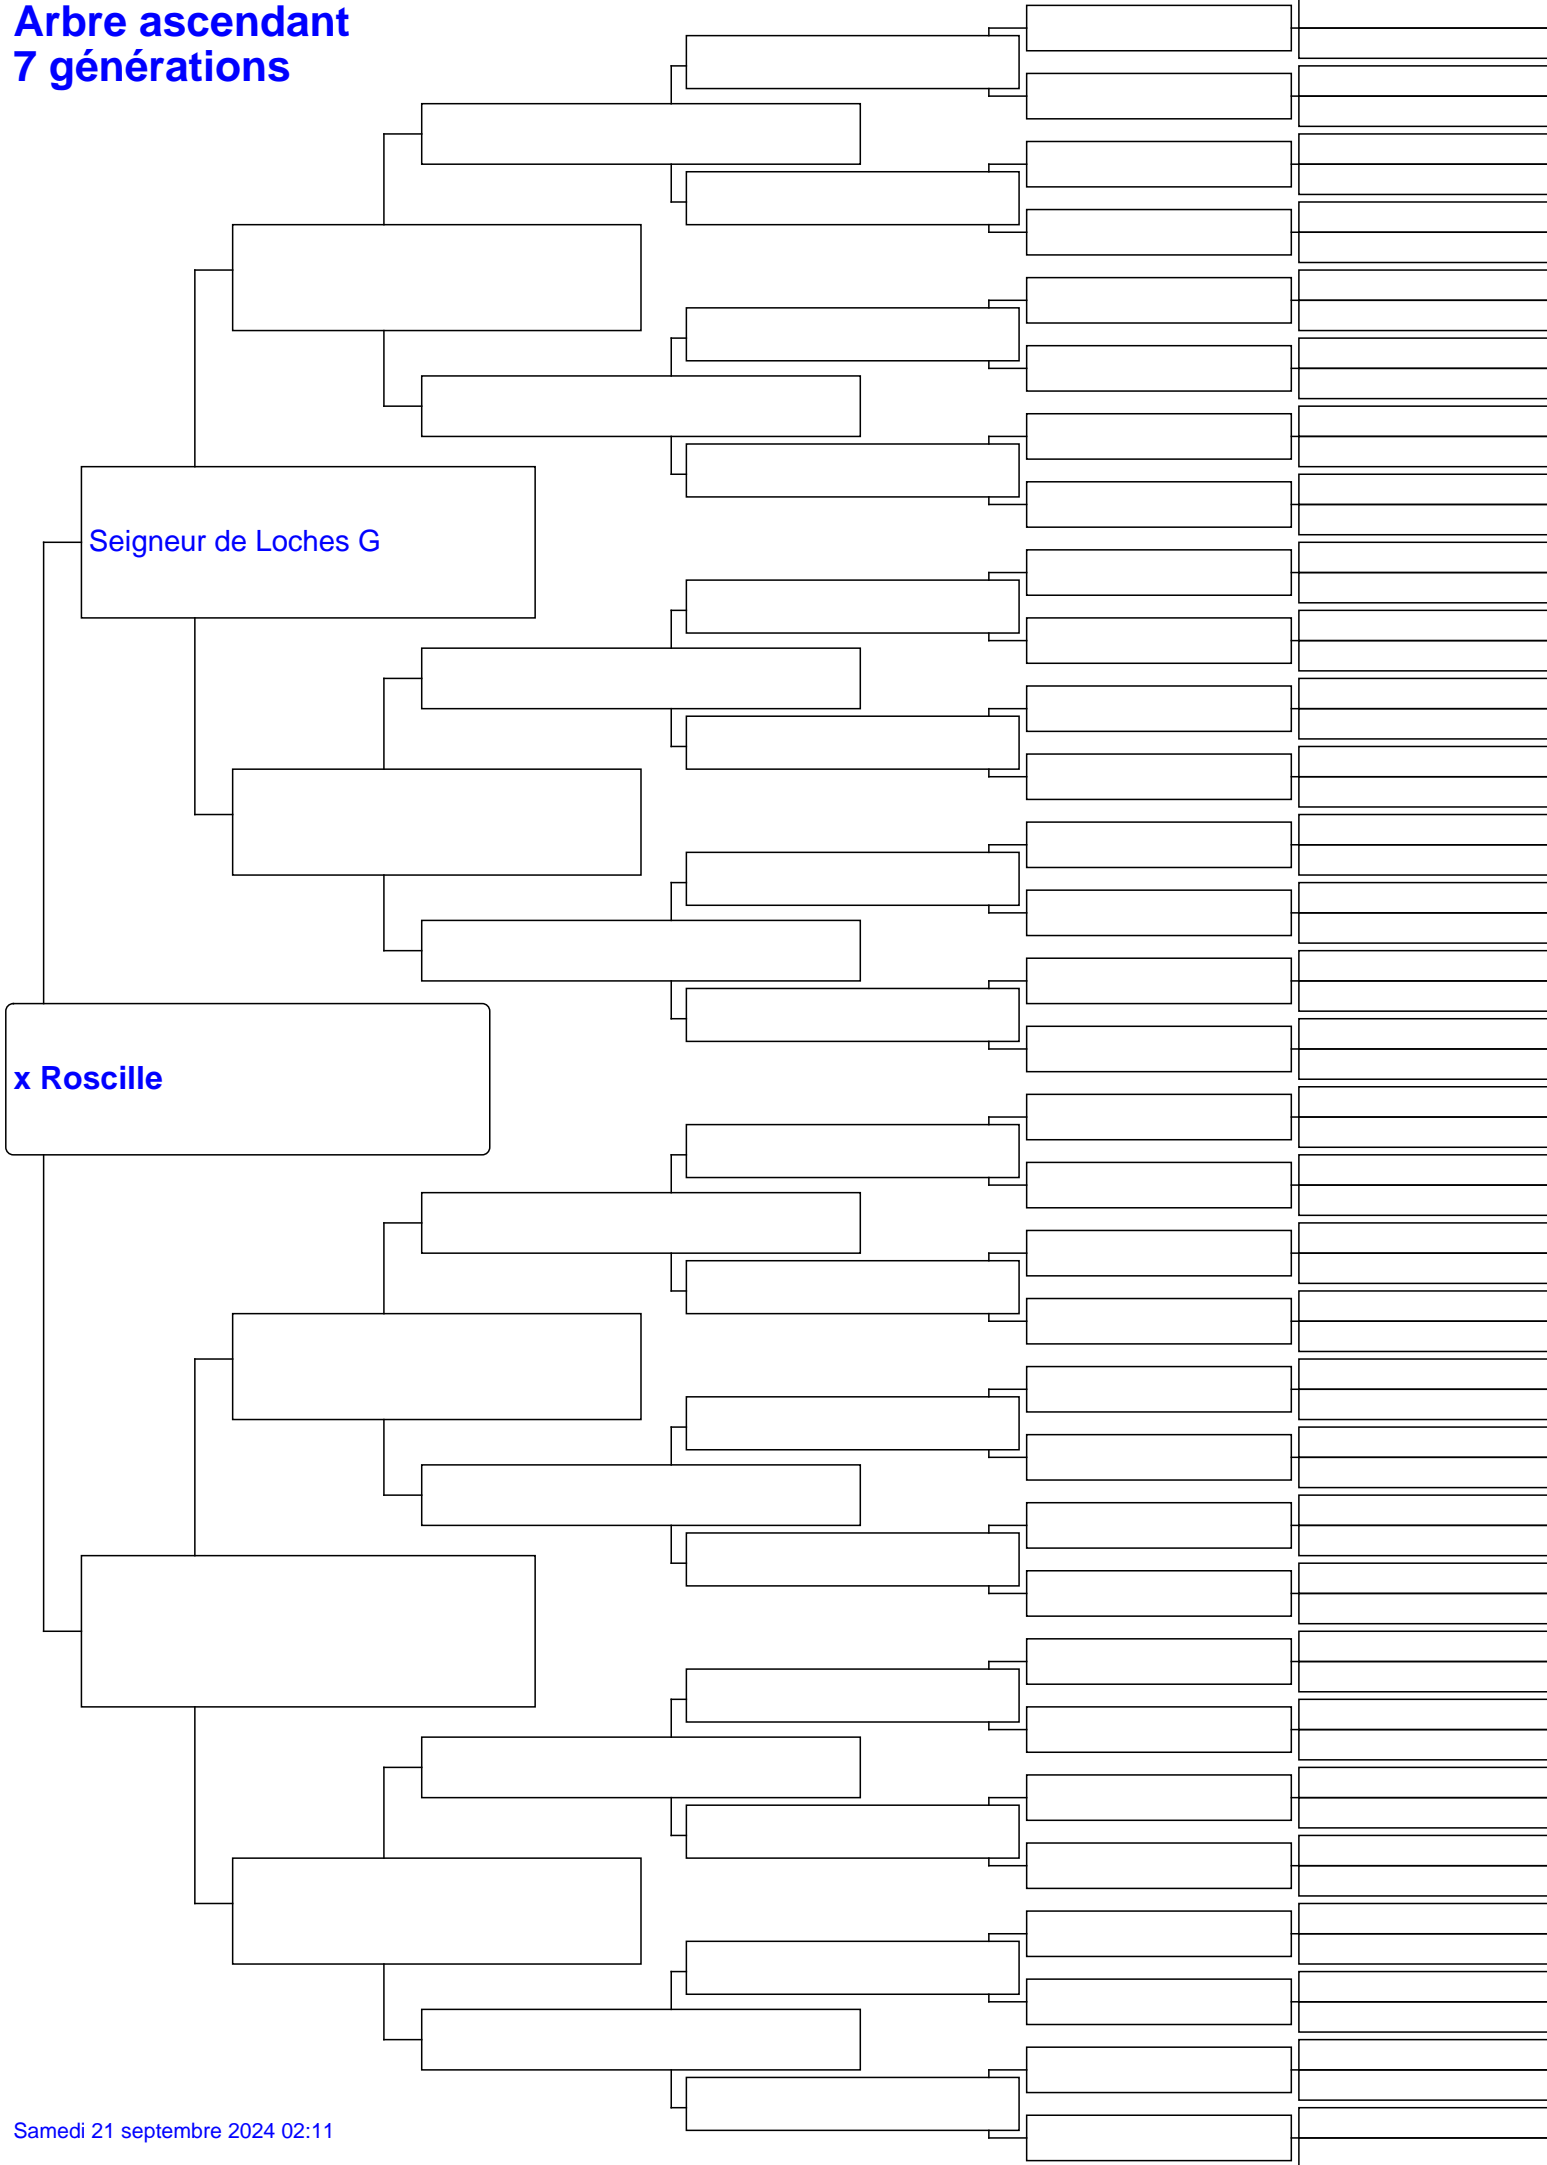 Arbre ascendant
7 générations
Seigneur de Loches G
x Roscille
Samedi 21 septembre 2024 02:11